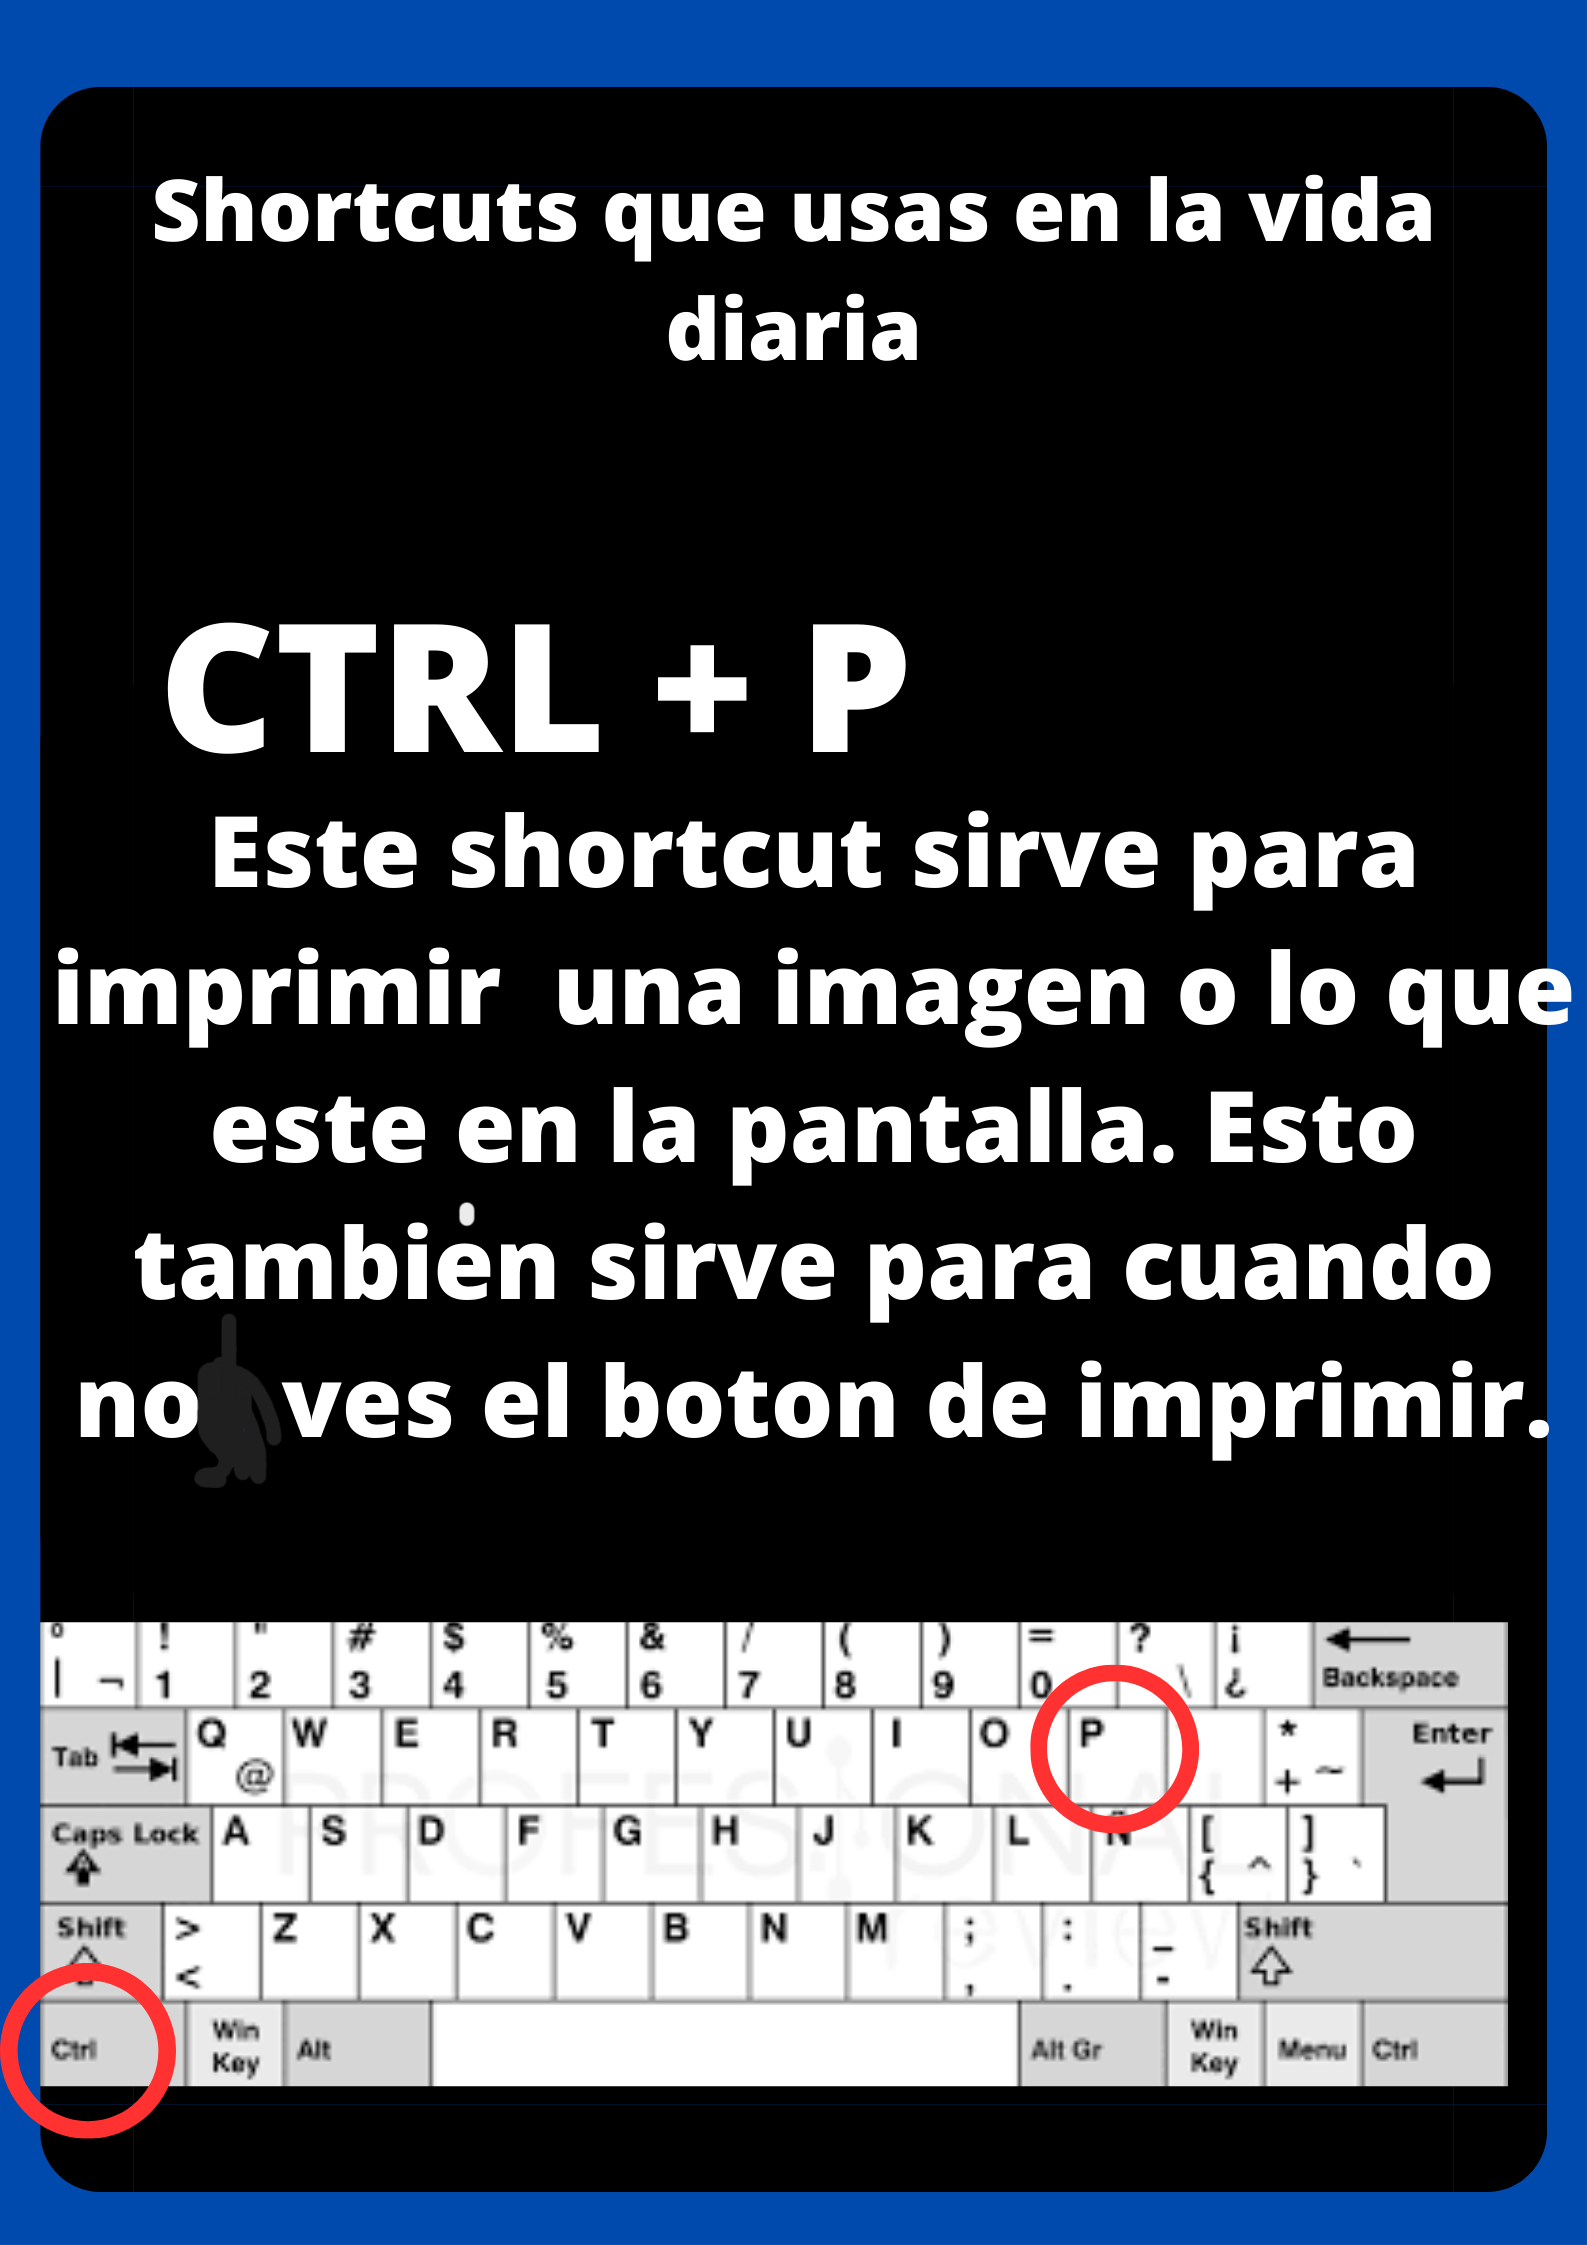 Shortcuts que usas en la vida
diaria
CTRL + P
Este shortcut sirve para
imprimir  una imagen o lo que
este en la pantalla. Esto
tambien sirve para cuando
no ves el boton de imprimir.
° ! " # $ % & / ( ) = ? ¡
| ¬ 1 2 3 4 5 6 7 8 9 0 \ ¿ Backspace
Tab Q W E R T Y U I O P * Enter
@ + ~
Caps Lock A S D F G H J K L Ñ [ ]
{ ^ } `
Shift > Z X C V B N M ; : _ Shift
< , . -
Ctrl Win Key Alt Alt Gr Win Key Menu Ctrl
PROFESIONAL
review